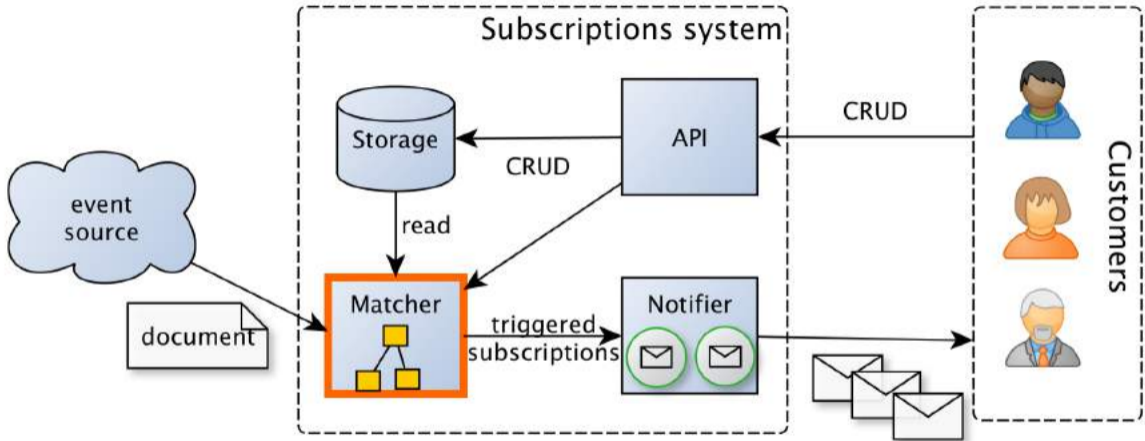 Subscriptions system
Storage
API
CRUD
CRUD
Customers
event
source
read
document
Matcher
triggered
subscriptions
Notifier